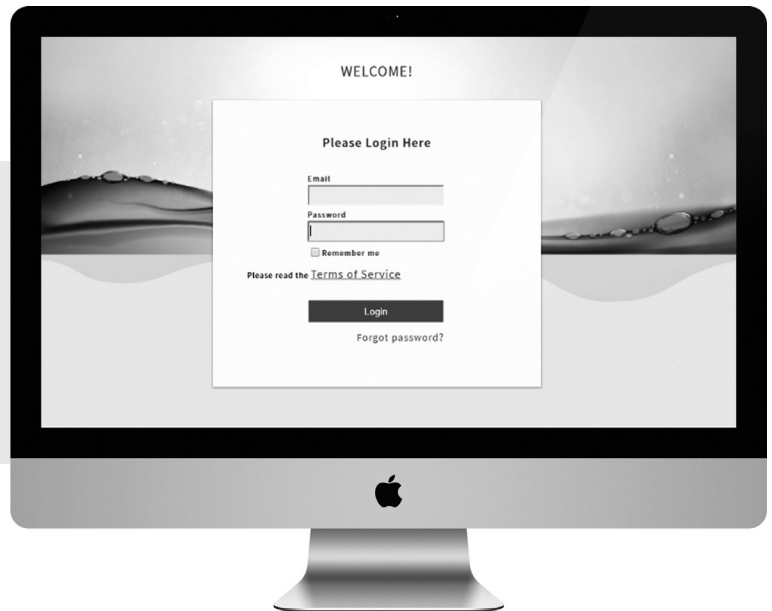 WELCOME!
Please Login Here
Email
Password
Remember me
Please read the Terms of Service
Login
Forgot password?